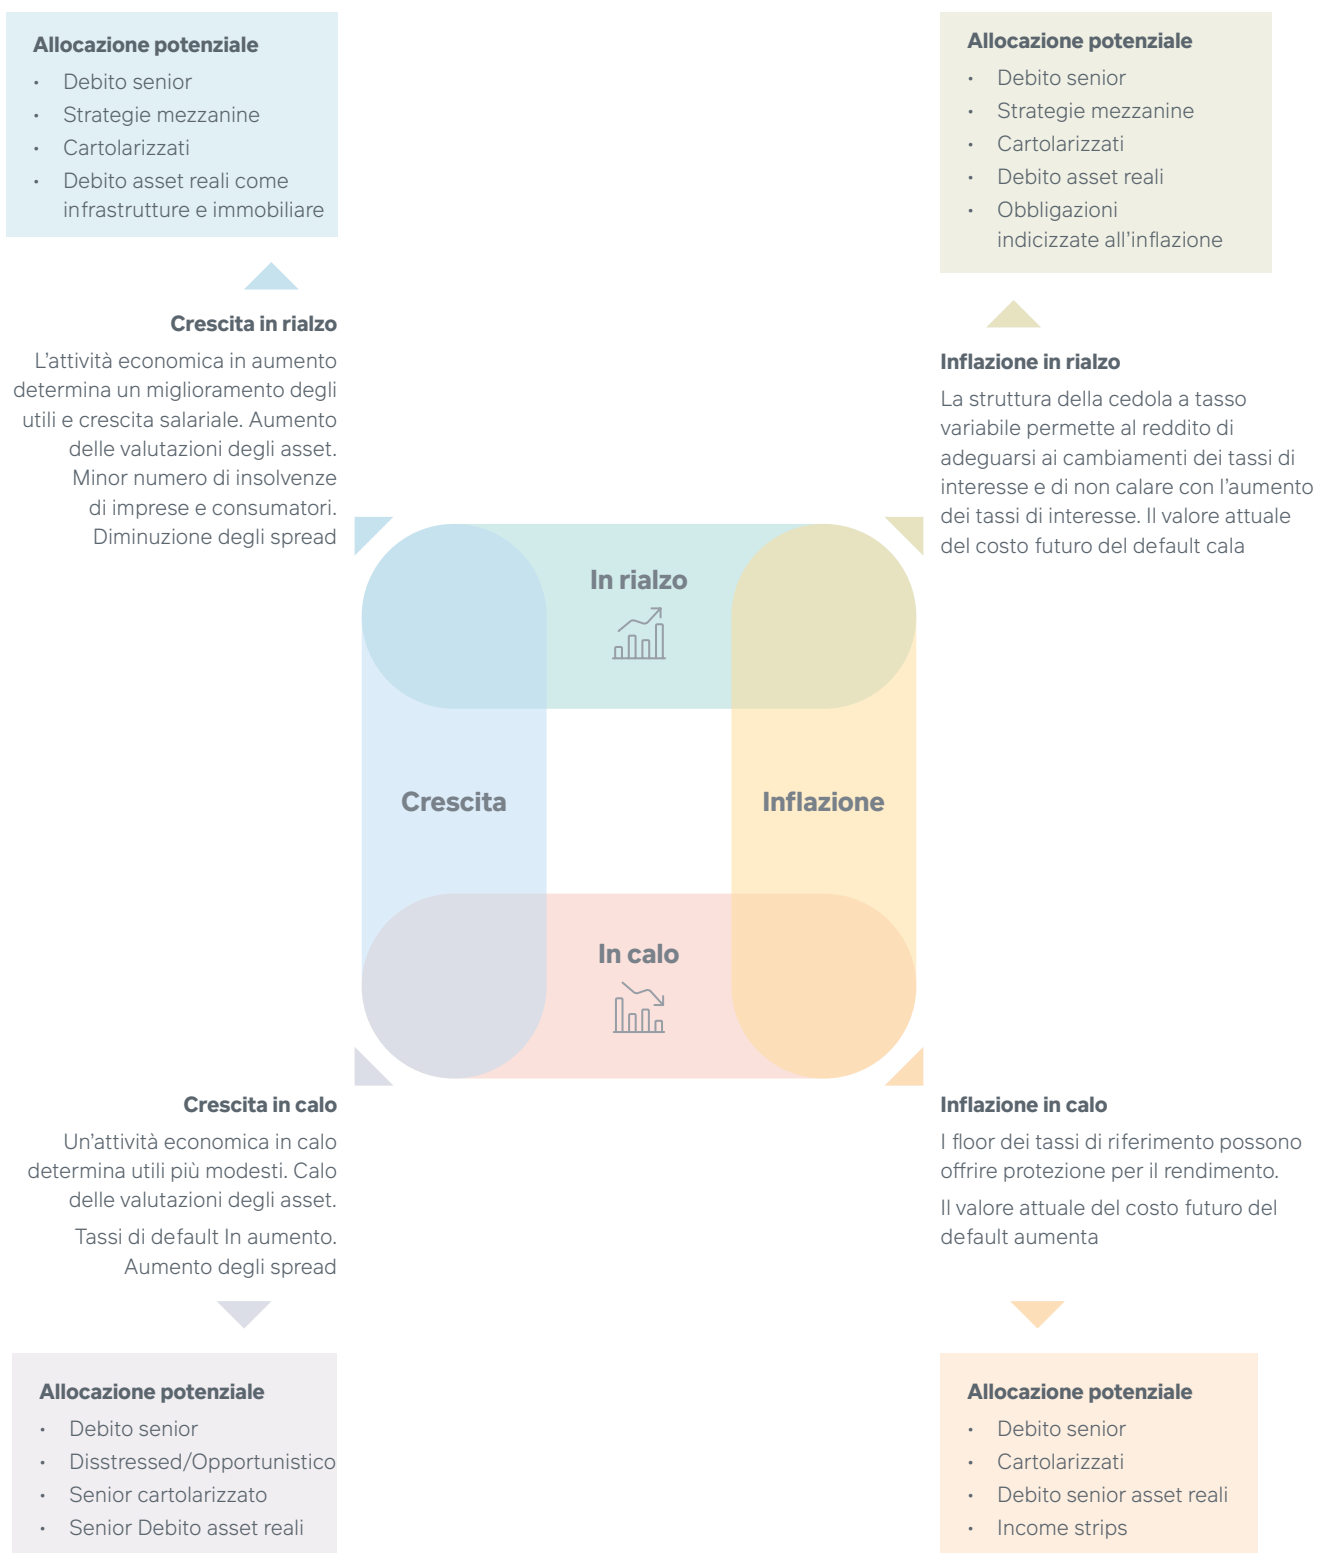 Allocazione potenziale
• Debito senior
• Strategie mezzanine
• Cartolarizzati
• Debito asset reali come
infrastrutture e immobiliare
Allocazione potenziale
• Debito senior
• Strategie mezzanine
• Cartolarizzati
• Debito asset reali
• Obbligazioni
indicizzate all'inflazione
Crescita in rialzo
L'attività economica in aumento
determina un miglioramento degli
utili e crescita salariale. Aumento
delle valutazioni degli asset.
Minor numero di insolvenze
di imprese e consumatori.
Diminuzione degli spread
Inflazione in rialzo
La struttura della cedola a tasso
variabile permette al reddito di
adeguarsi ai cambiamenti dei tassi di
interesse e di non calare con l'aumento
dei tassi di interesse. Il valore attuale
del costo futuro del default cala
In rialzo
Crescita
Inflazione
In calo
Crescita in calo
Un'attività economica in calo
determina utili più modesti. Calo
delle valutazioni degli asset.
Tassi di default In aumento.
Aumento degli spread
Inflazione in calo
I floor dei tassi di riferimento possono
offrire protezione per il rendimento.
Il valore attuale del costo futuro del
default aumenta
Allocazione potenziale
• Debito senior
• Disstressed/Opportunistico
• Senior cartolarizzato
• Senior Debito asset reali
Allocazione potenziale
• Debito senior
• Cartolarizzati
• Debito senior asset reali
• Income strips